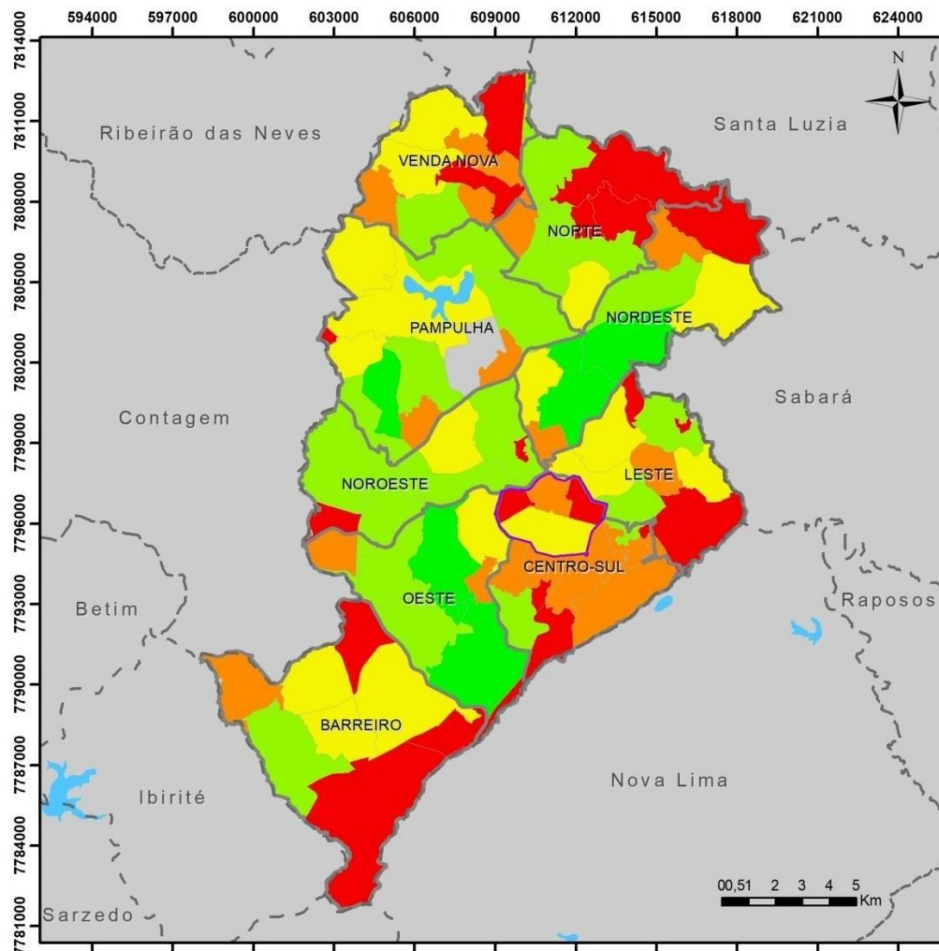 594000 597000 600000 603000 606000 609000 612000 615000 618000 621000 624000
7814000
N
Ribeirão das Neves
Santa Luzia
7811000
VENDA NOVA
7808000
NORTE
7805000
NORDESTE
PAMPULHA
7802000
Contagem
Sabará
7799000
NOROESTE
LESTE
7796000
CENTRO-SUL
OESTE
Betim
Raposos
7793000
7790000
BARREIRO
7787000
Ibirité
Nova Lima
7784000
00,51 2 3 4 5
Km
Sarzedo
7781000